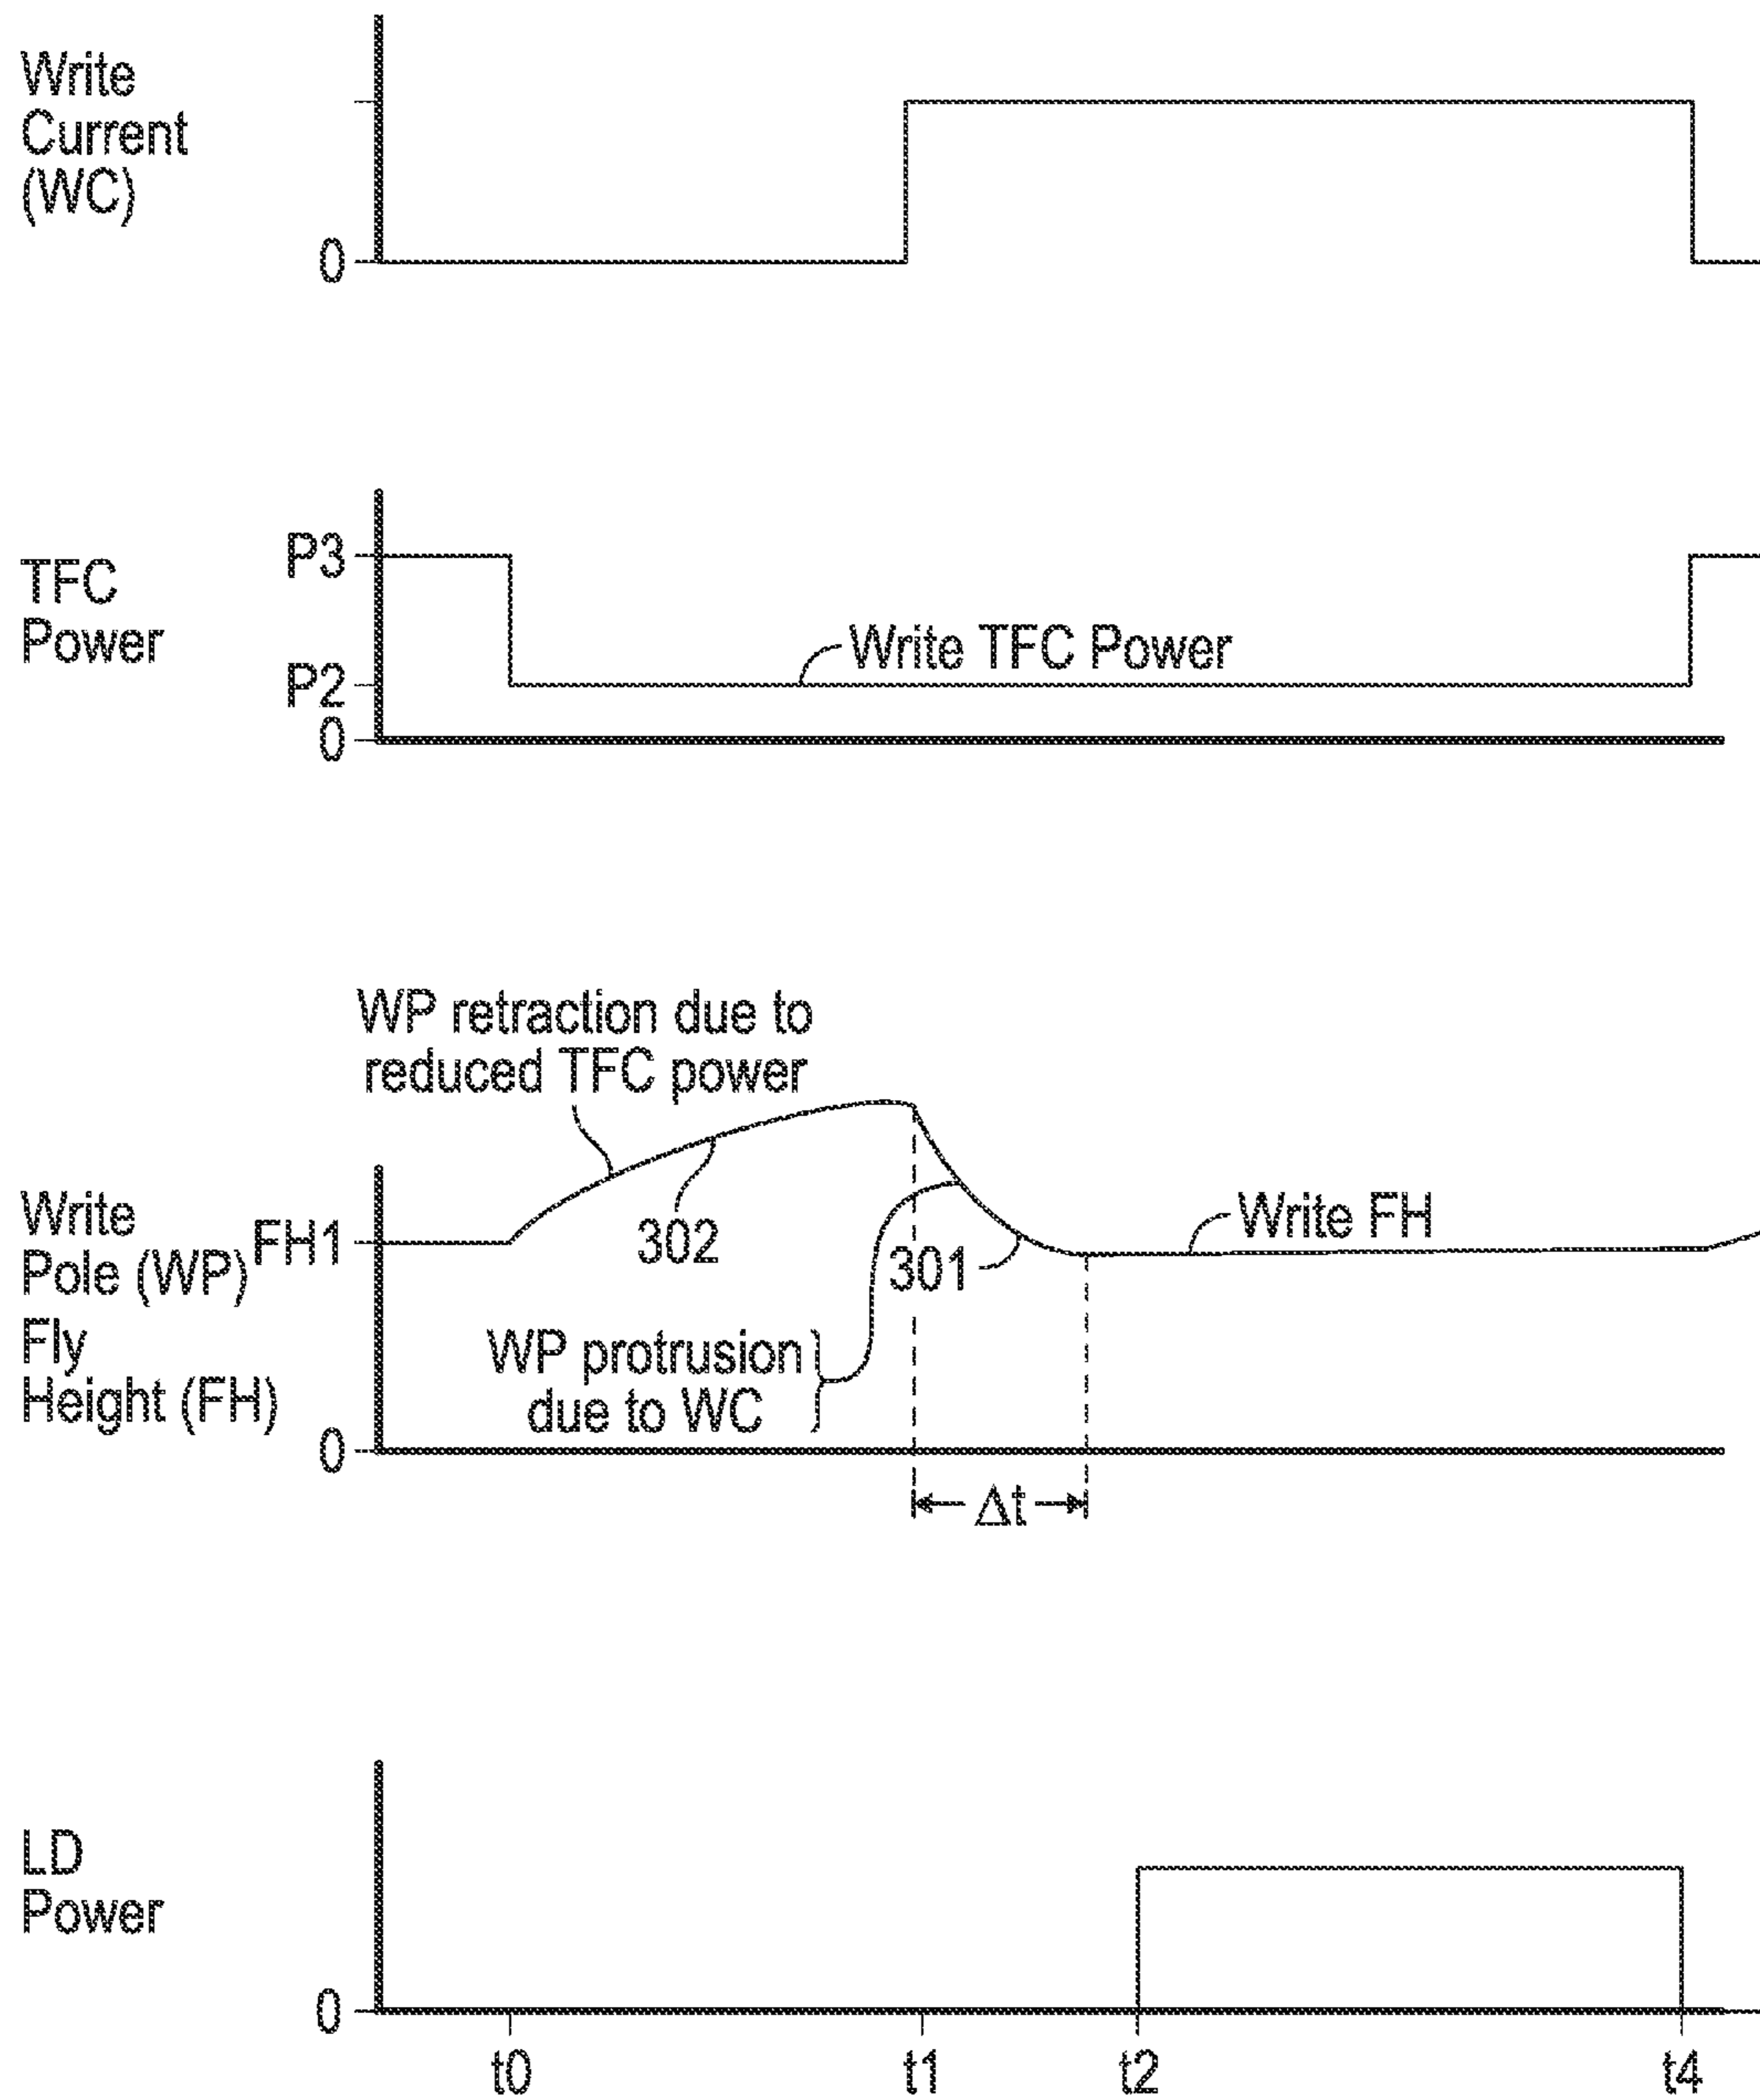 Write
Current
(WC)
0
TFC
Power
P3
P2
0
Write TFC Power
WP retraction due to
reduced TFC power
Write
Pole (WP)
Fly
Height (FH)
FH1
0
302
301
Write FH
WP protrusion
due to WC
Δt
LD
Power
0
t0
t1
t2
t4